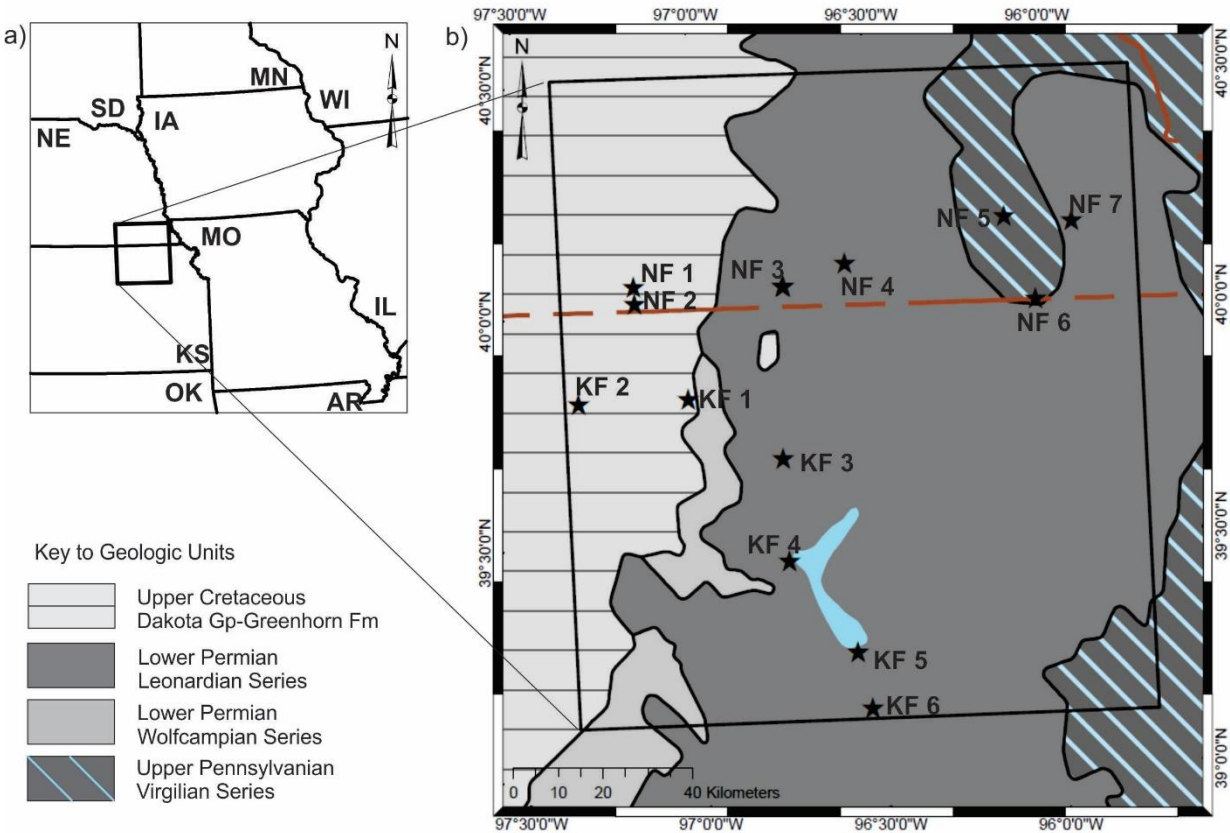 a)
N
MN
WI
SD
IA
NE
MO
IL
KS
OK
AR
Key to Geologic Units
Upper Cretaceous
Dakota Gp-Greenhorn Fm
Lower Permian
Leonardian Series
Lower Permian
Wolfcampian Series
Upper Pennsylvanian
Virgilian Series
b)
97°30'0"W
97°0'0"W
96°30'0"W
96°0'0"W
N
40°30'0"N
40°30'0"N
NF 5
NF 7
NF 1
NF 3
NF 4
NF 2
NF 6
40°0'0"N
40°0'0"N
KF 2
KF 1
KF 3
39°30'0"N
39°30'0"N
KF 4
KF 5
KF 6
39°0'0"N
39°0'0"N
0 5 10 20 40 Kilometers
97°30'0"W
97°0'0"W
96°30'0"W
96°0'0"W